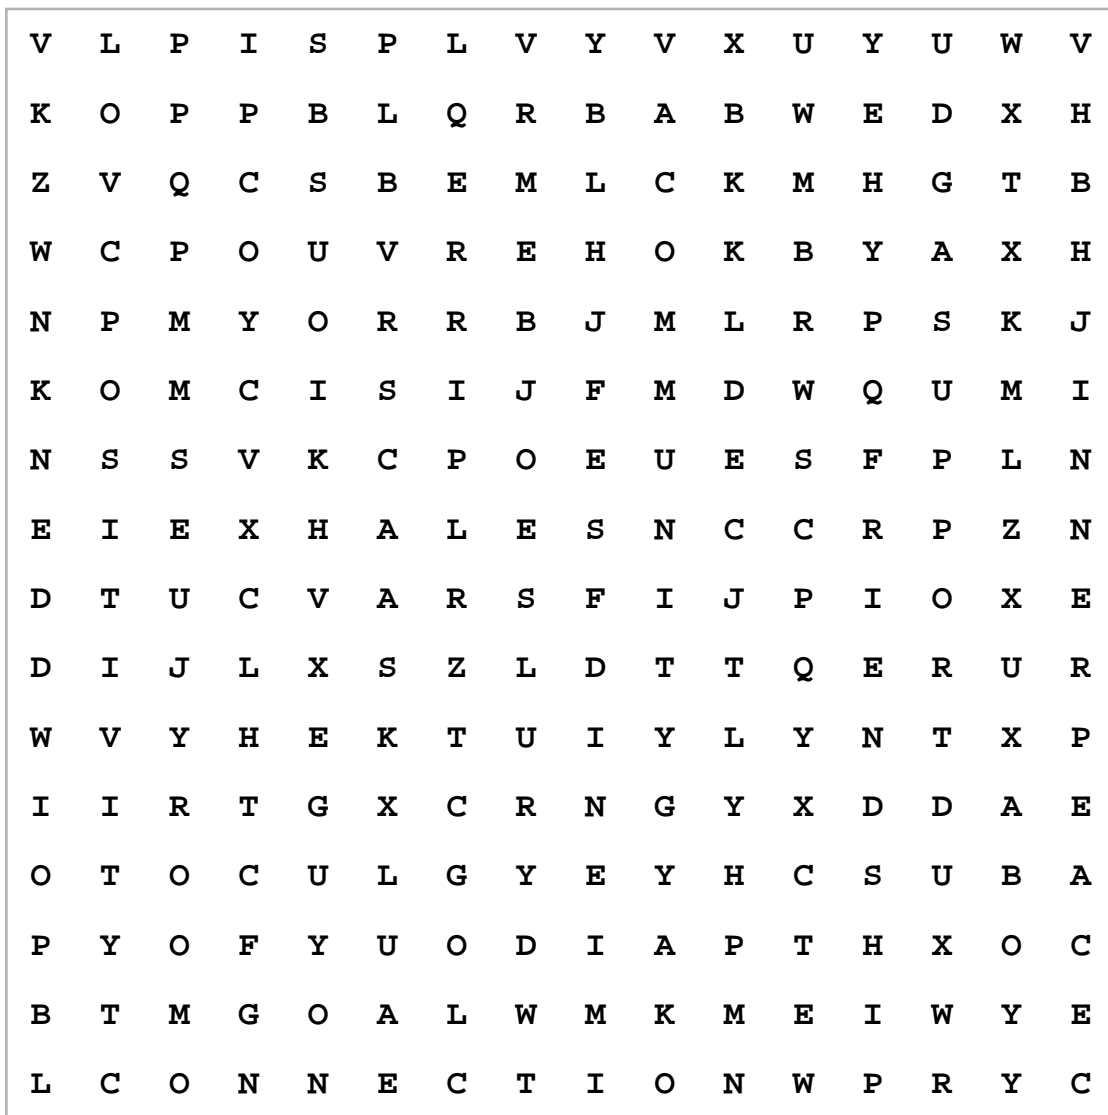 V L P I S P L V Y V X U Y U W V
K O P P B L Q R B A B W E D X H
Z V Q C S B E M L C K M H G T B
W C P O U V R E H O K B Y A X H
N P M Y O R R B J M L R P S K J
K O M C I S I J F M D W Q U M I
N S S V K C P O E U E S F P L N
E I E X H A L E S N C C R P Z N
D T U C V A R S F I J P I O X E
D I J L X S Z L D T T Q E R U R
W V Y H E K T U I Y L Y N T X P
I I R T G X C R N G Y X D D A E
O T O C U L G Y E Y H C S U B A
P Y O F Y U O D I A P T H X O C
B T M G O A L W M K M E I W Y E
L C O N N E C T I O N W P R Y C